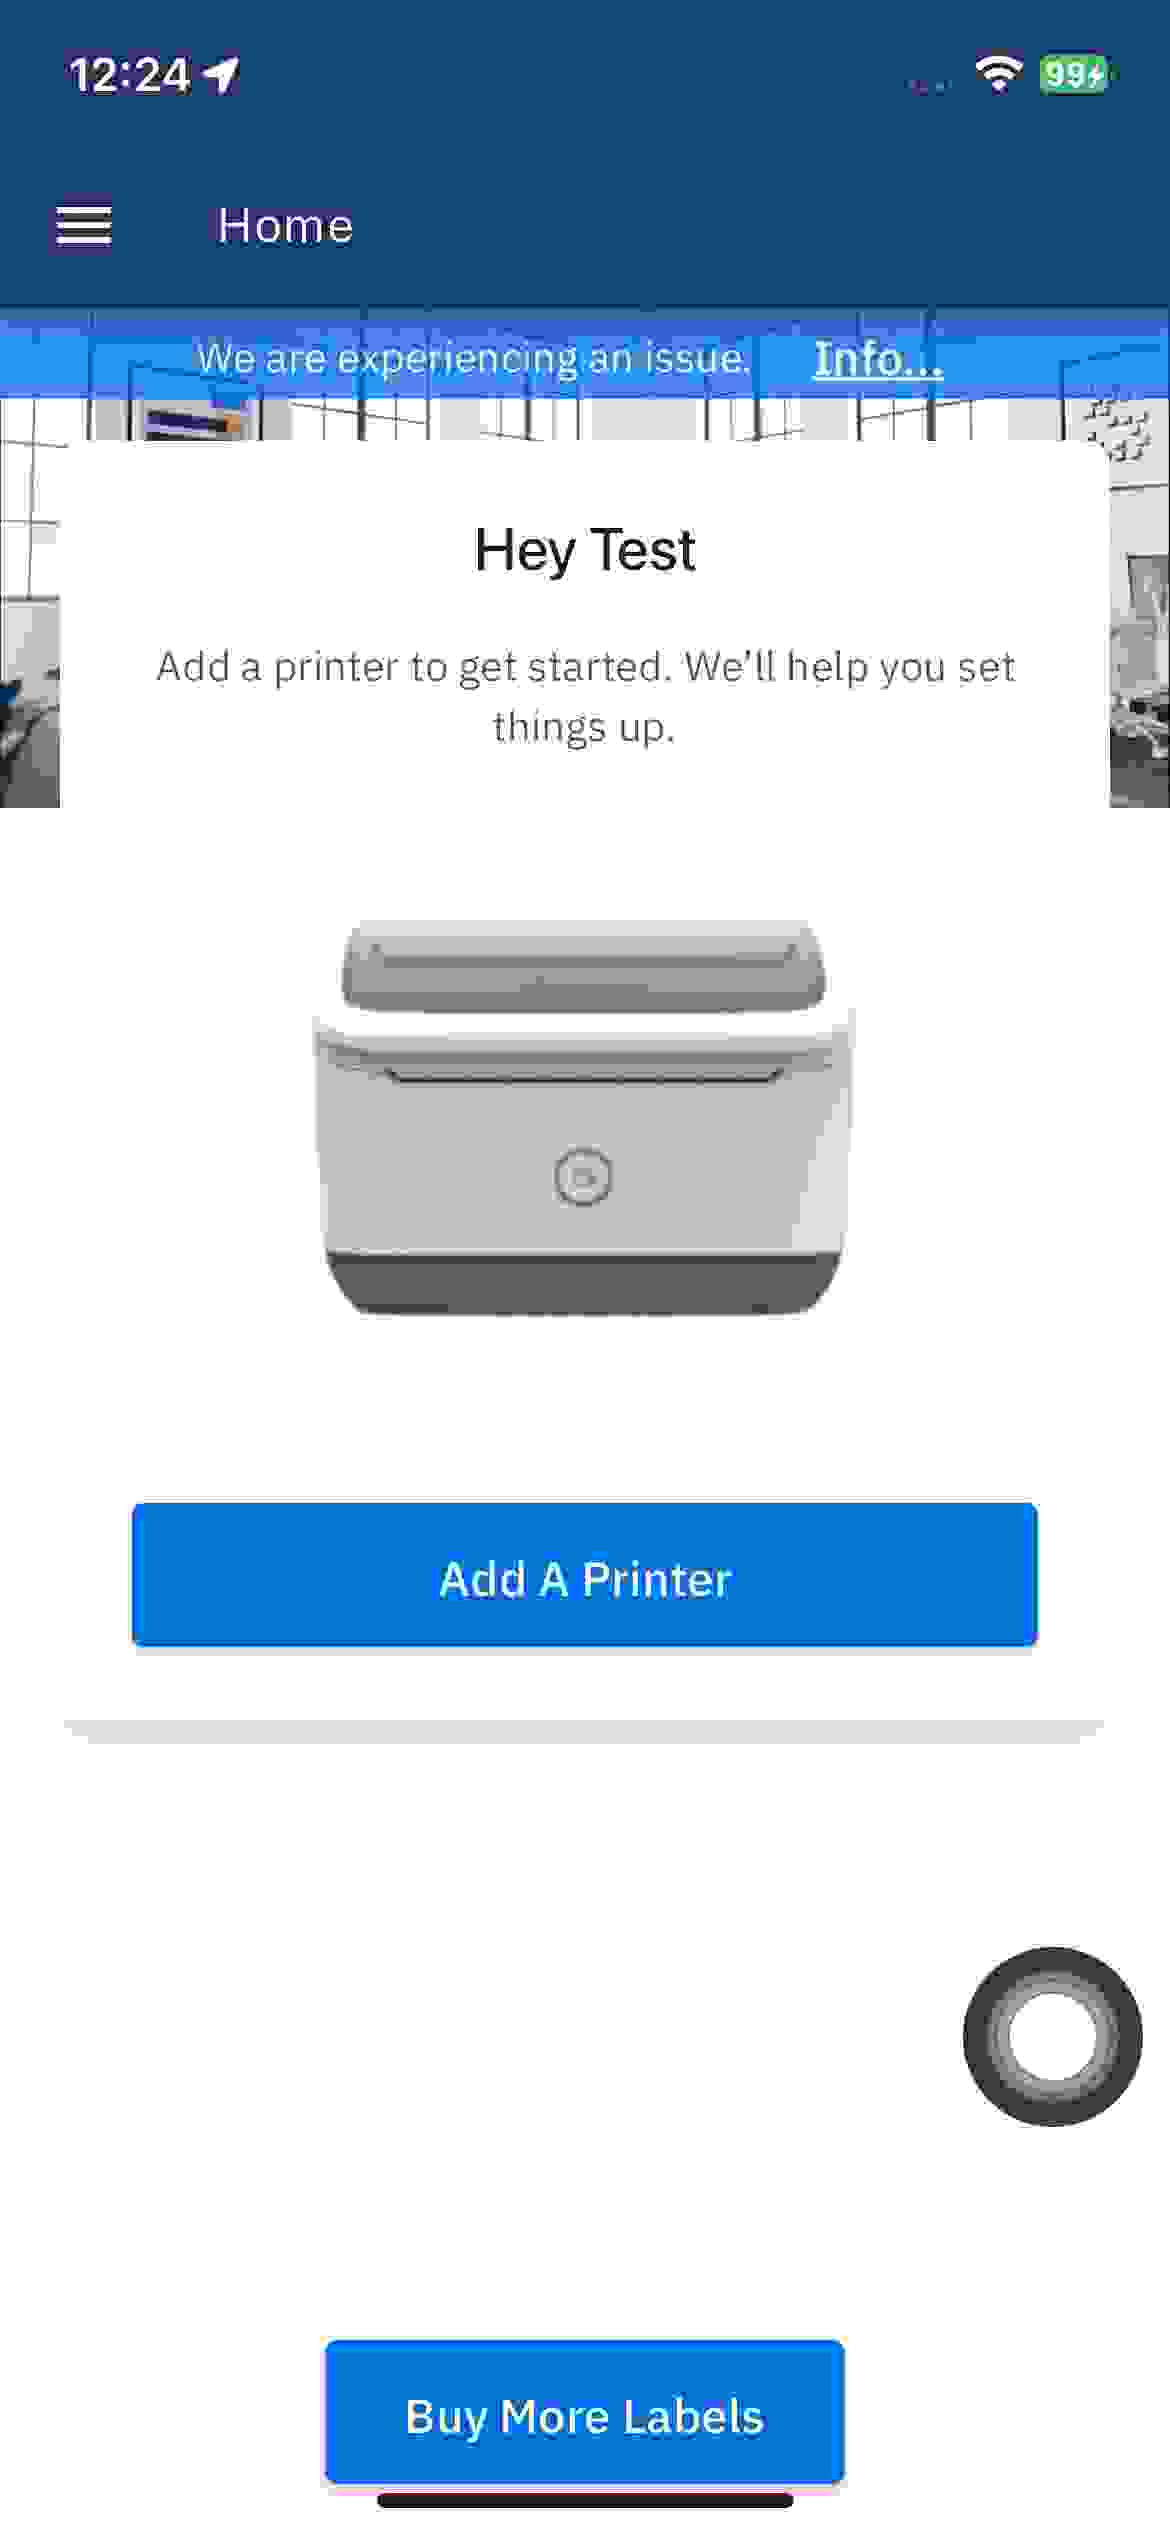 12:24
99
Home
We are experiencing an issue. Info...
Hey Test
Add a printer to get started. We'll help you set
things up.
Add A Printer
Buy More Labels